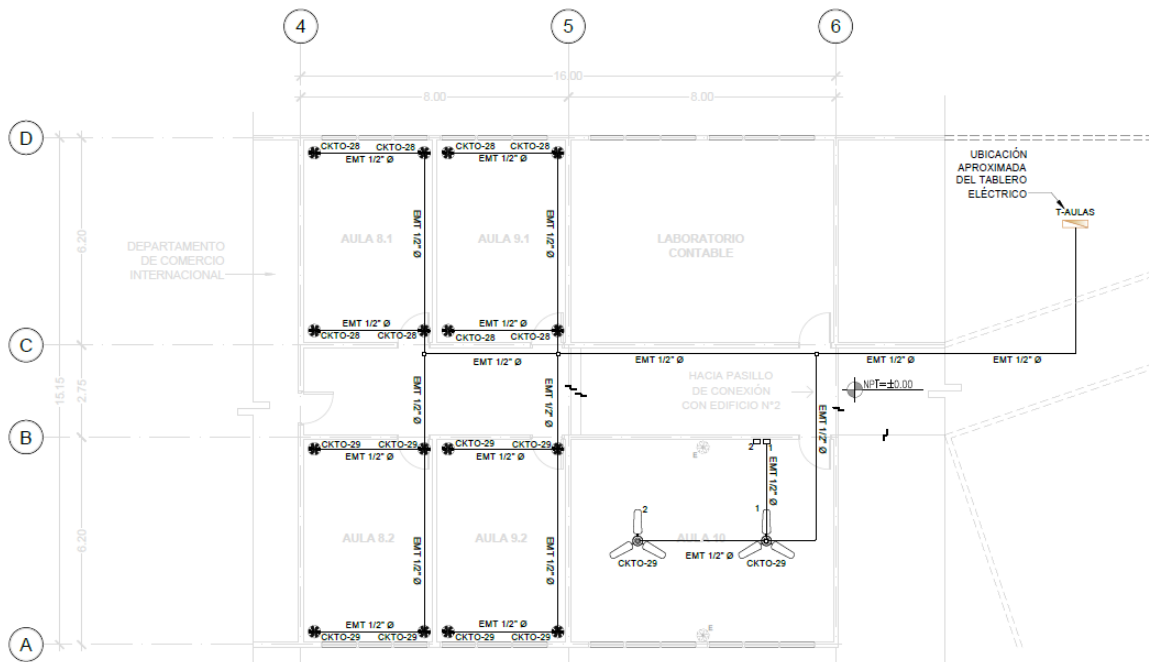 4
5
6
16.00
8.00
8.00
D
C
B
A
15.15
6.20
2.75
6.20
CKTO-28
CKTO-28
CKTO-28
CKTO-28
EMT 1/2" Ø
EMT 1/2" Ø
UBICACIÓN
APROXIMADA
DEL TABLERO
ELÉCTRICO
T-AULAS
EMT 1/2" Ø
EMT 1/2" Ø
DEPARTAMENTO
DE COMERCIO
INTERNACIONAL
AULA 8.1
AULA 9.1
LABORATORIO
CONTABLE
EMT 1/2" Ø
EMT 1/2" Ø
CKTO-28
CKTO-28
CKTO-28
CKTO-28
EMT 1/2" Ø
EMT 1/2" Ø
EMT 1/2" Ø
EMT 1/2" Ø
EMT 1/2" Ø
HACIA PASILLO
DE CONEXIÓN
CON EDIFICIO N°2
NPT=±0.00
EMT 1/2" Ø
EMT 1/2" Ø
EMT 1/2" Ø
CKTO-29
CKTO-29
CKTO-29
CKTO-29
EMT 1/2" Ø
EMT 1/2" Ø
E
2
1
EMT 1/2" Ø
2
1
AULA 8.2
AULA 9.2
AULA 10
EMT 1/2" Ø
EMT 1/2" Ø
EMT 1/2" Ø
CKTO-29
CKTO-29
EMT 1/2" Ø
EMT 1/2" Ø
CKTO-29
CKTO-29
CKTO-29
CKTO-29
E